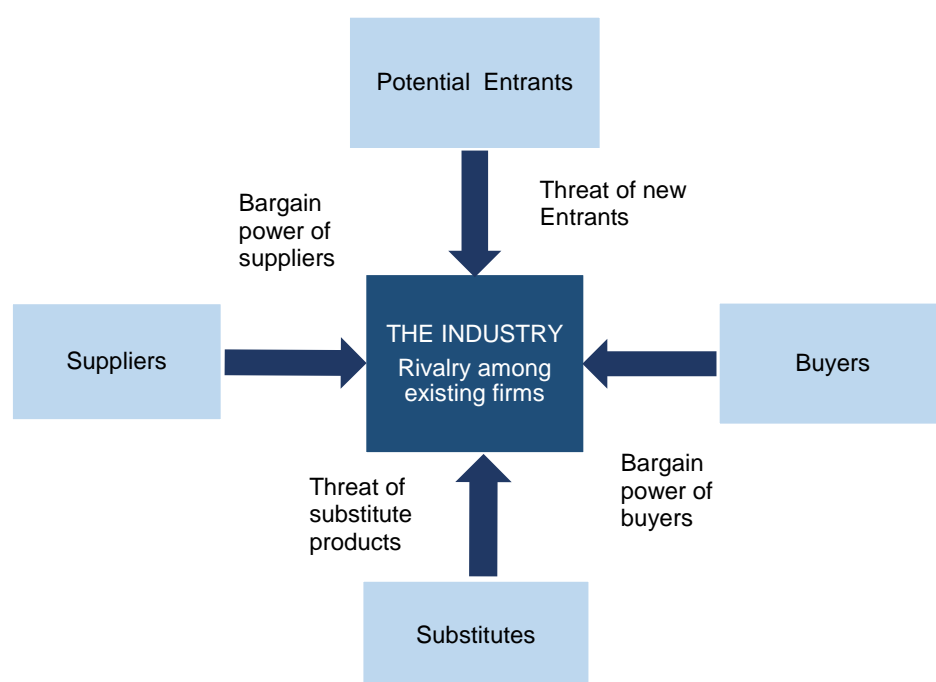 Potential Entrants
Threat of new
Entrants
Bargain
power of
suppliers
THE INDUSTRY
Rivalry among
existing firms
Suppliers
Buyers
Bargain
power of
buyers
Threat of
substitute
products
Substitutes